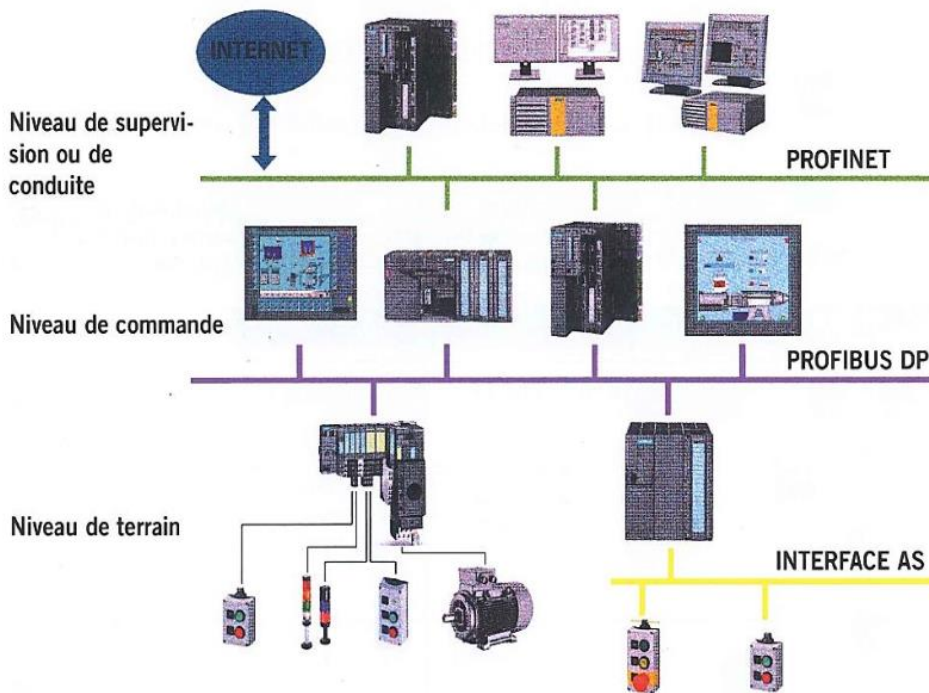 INTERNET
Niveau de supervi-
sion ou de
conduite
PROFINET
Niveau de commande
PROFIBUS DP
Niveau de terrain
INTERFACE AS